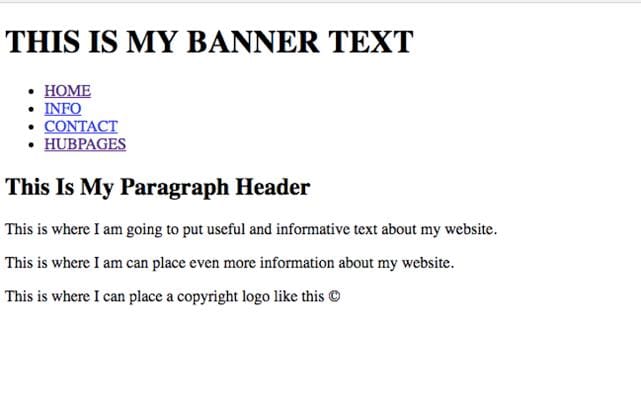 THIS IS MY BANNER TEXT
HOME
INFO
CONTACT
HUBPAGES
This Is My Paragraph Header
This is where I am going to put useful and informative text about my website.
This is where I am can place even more information about my website.
This is where I can place a copyright logo like this ©